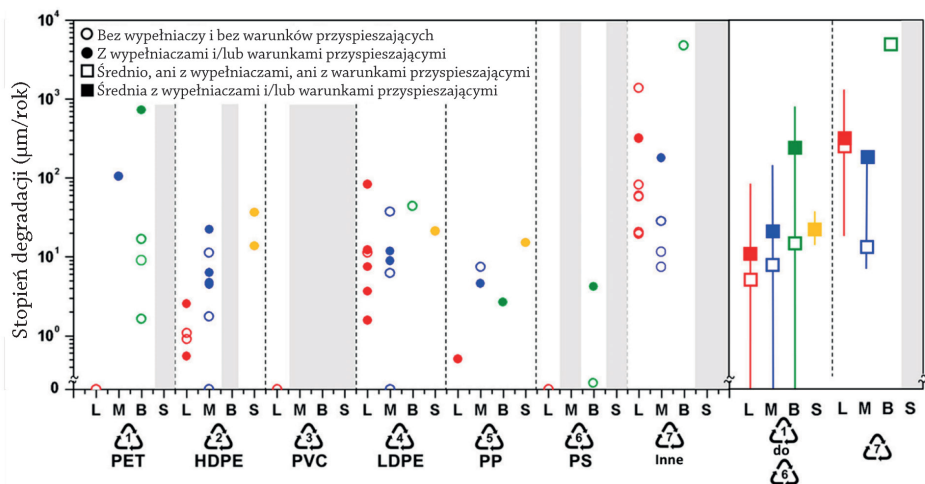 Stopień degradacji (µm/rok)
10⁴
10³
10²
10¹
10⁰
0
Bez wypełniaczy i bez warunków przyspieszających
Z wypełniaczami i/lub warunkami przyspieszającymi
Średnio, ani z wypełniaczami, ani z warunkami przyspieszającymi
Średnia z wypełniaczami i/lub warunkami przyspieszającymi
L M B S L M B S L M B S L M B S L M B S L M B S L M B S L M B S L M B S
1 2 3 4 5 6 7 1 7
PET HDPE PVC LDPE PP PS Inne do
6